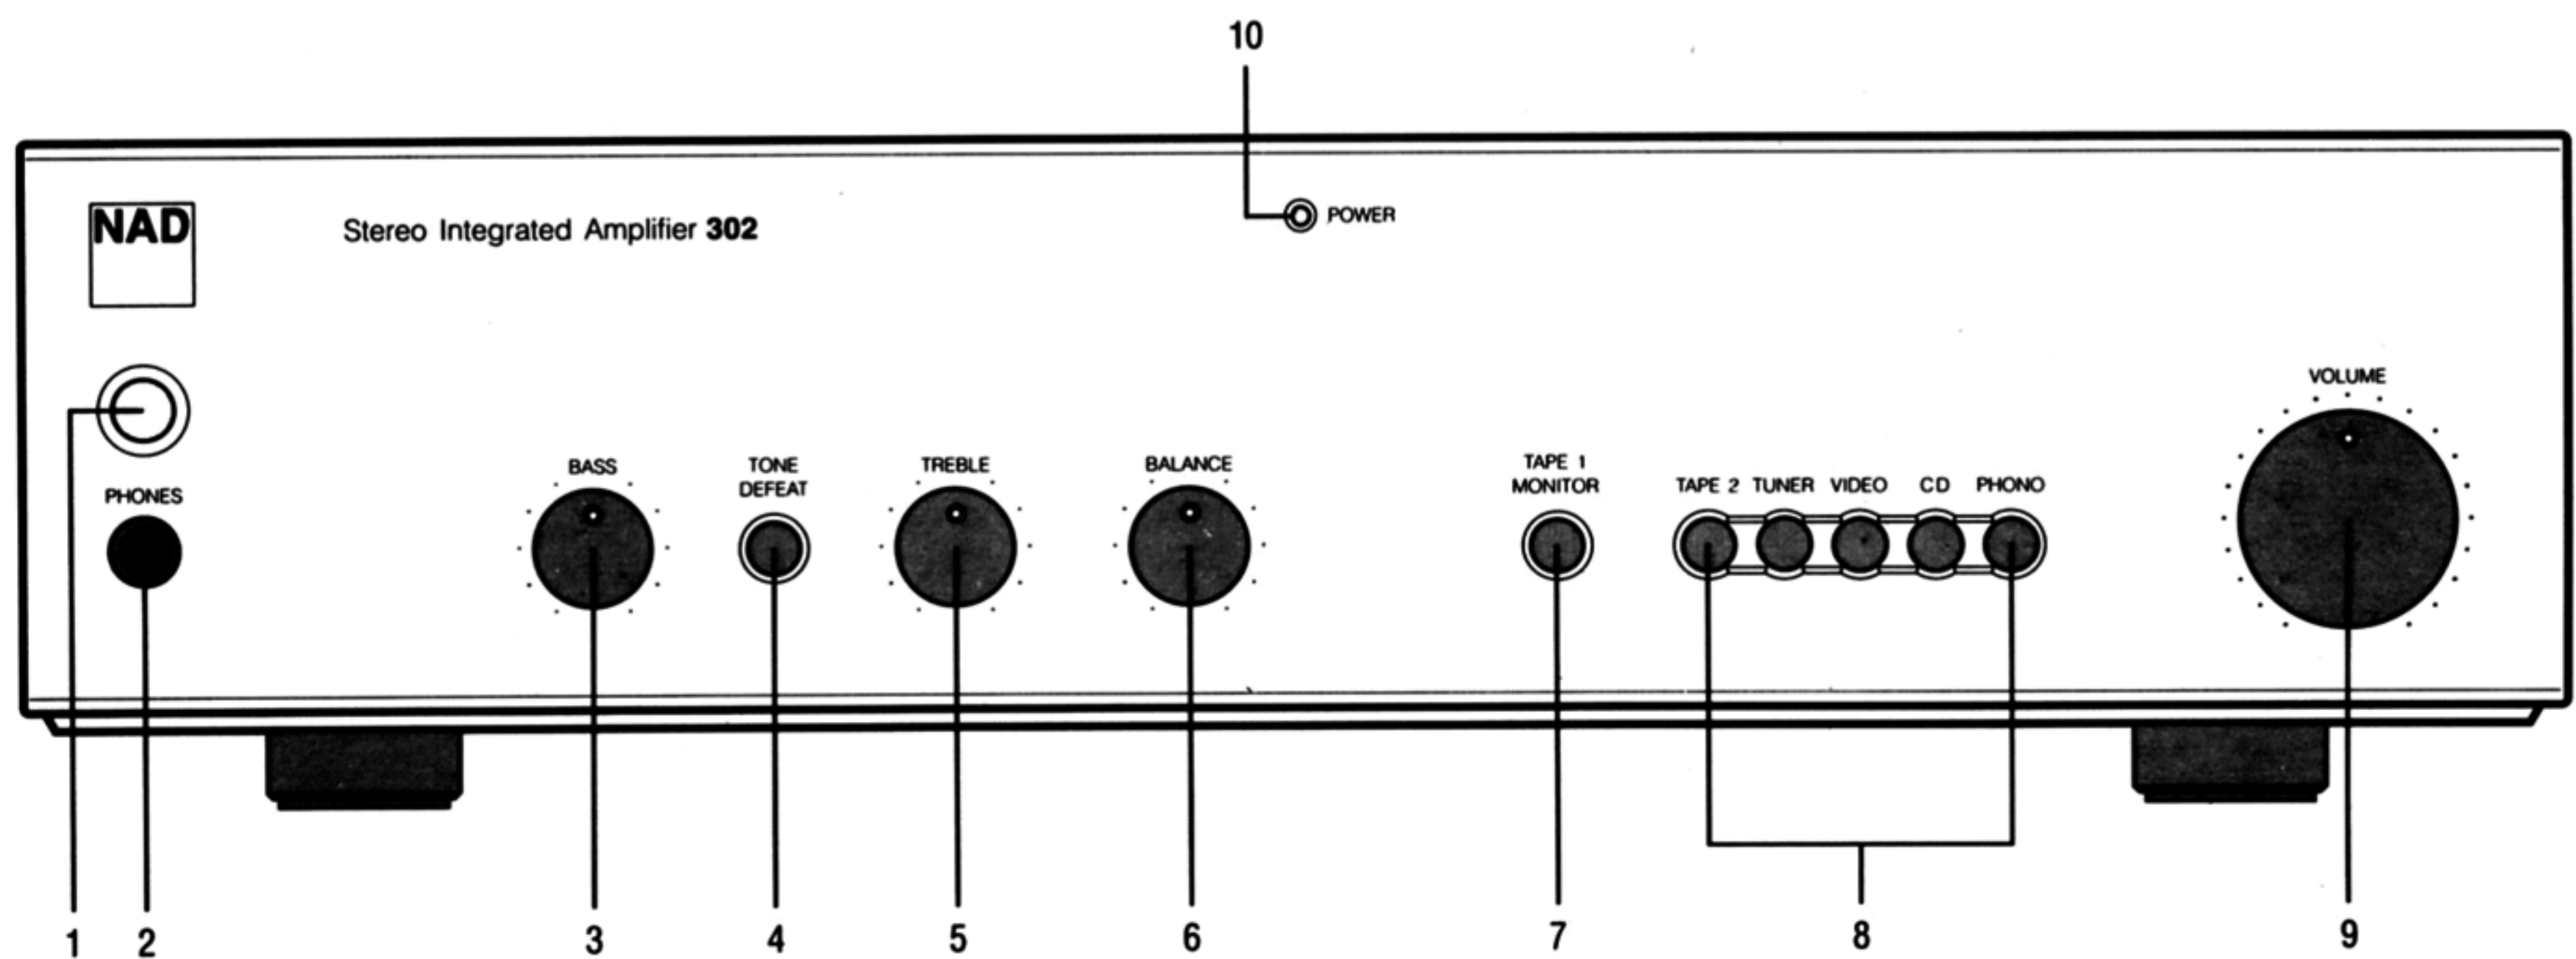 10
NAD
Stereo Integrated Amplifier 302
POWER
VOLUME
PHONES
BASS
TONE
DEFEAT
TREBLE
BALANCE
TAPE 1
MONITOR
TAPE 2 TUNER VIDEO CD PHONO
1 2 3 4 5 6 7 8 9